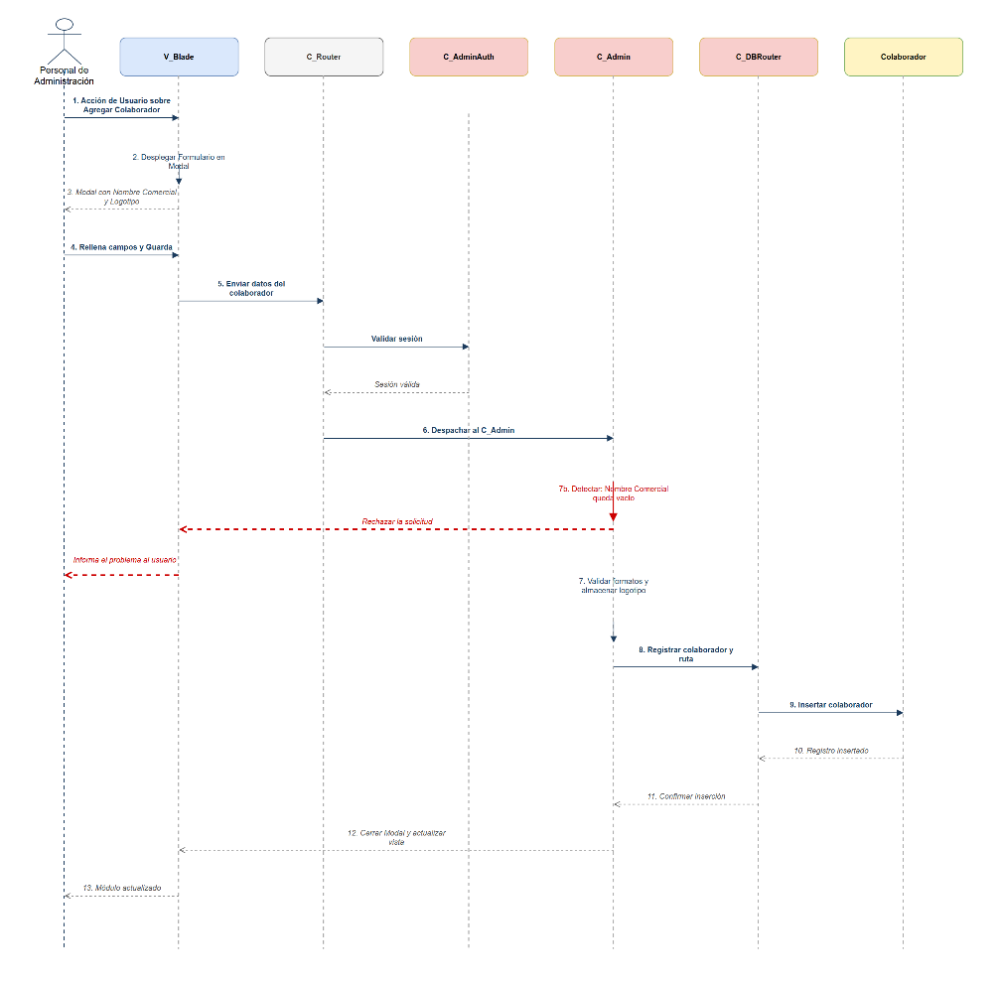 Personal de
Administración
V_Blade
C_Router
C_AdminAuth
C_Admin
C_DBRouter
Colaborador
1. Acción de Usuario sobre
Agregar Colaborador
2. Desplegar Formulario en
Modal
3. Modal con Nombre Comercial
y Logotipo
4. Rellena campos y Guarda
5. Enviar datos del
colaborador
Validar sesión
Sesión válida
6. Despachar al C_Admin
7b. Detectar: Nombre Comercial
queda vacío
Rechazar la solicitud
Informa el problema al usuario
7. Validar formatos y
almacenar logotipo
8. Registrar colaborador y
ruta
9. Insertar colaborador
10. Registro insertado
11. Confirmar inserción
12. Cerrar Modal y actualizar
vista
13. Módulo actualizado